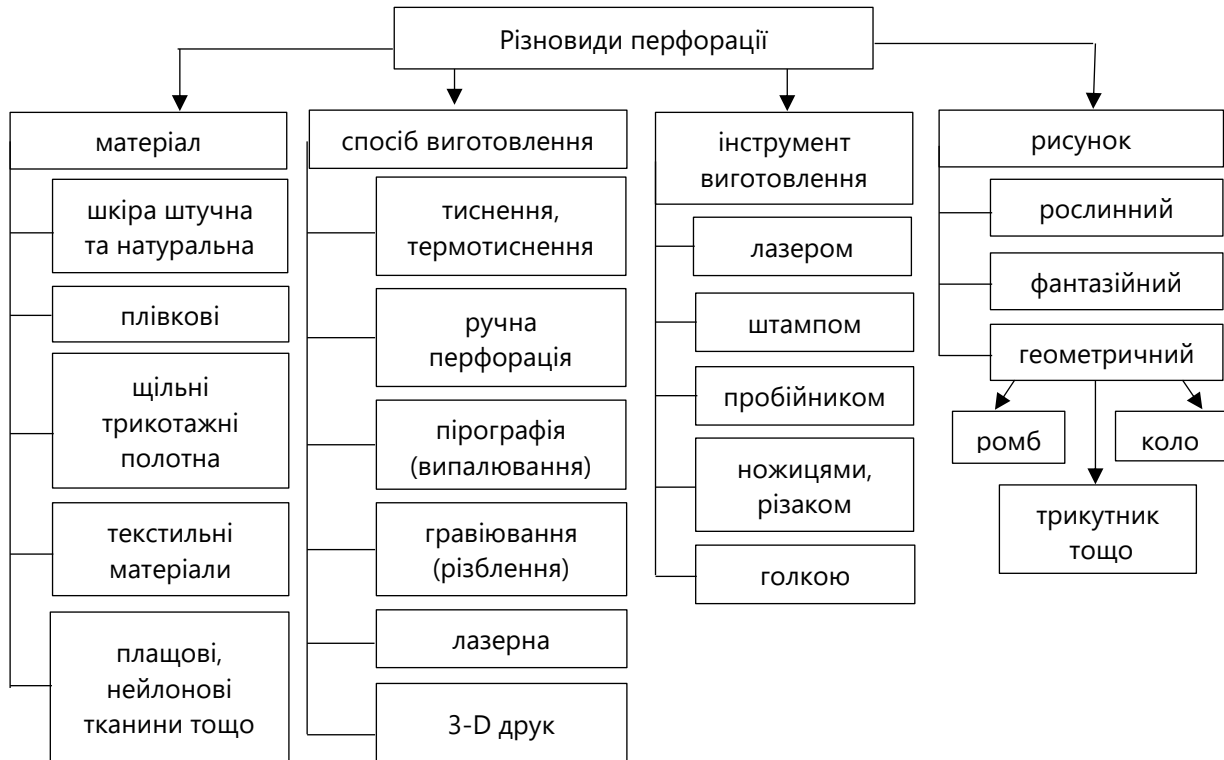 Різновиди перфорації
матеріал
шкіра штучна
та натуральна
плівкові
щільні
трикотажні
полотна
текстильні
матеріали
плащові,
нейлонові
тканини тощо
спосіб виготовлення
тиснення,
термотиснення
ручна
перфорація
пірографія
(випалювання)
гравіювання
(різблення)
лазерна
3-D друк
інструмент
виготовлення
лазером
штампом
пробійником
ножицями,
різаком
голкою
рисунок
рослинний
фантазійний
геометричний
ромб
коло
трикутник
тощо